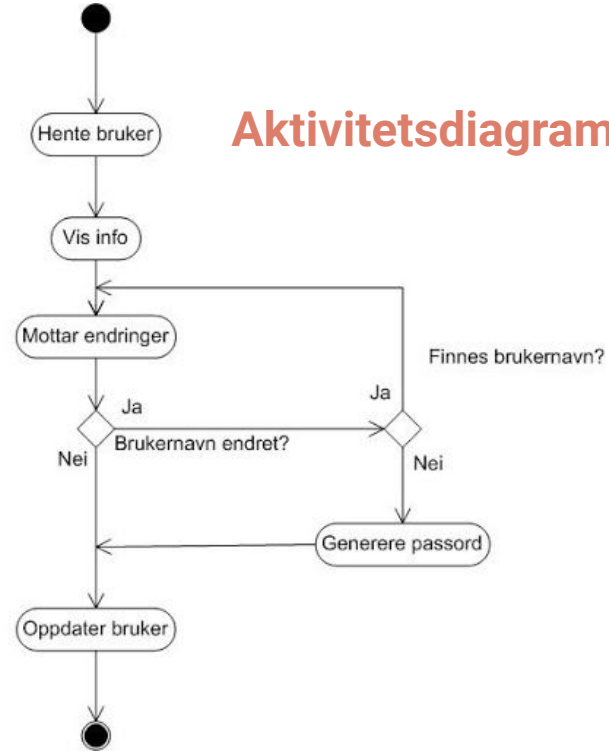 Aktivitetsdiagram
Hente bruker
Vis info
Mottar endringer
Finnes brukernavn?
Ja
Ja
Brukernavn endret?
Nei
Nei
Generere passord
Oppdater bruker